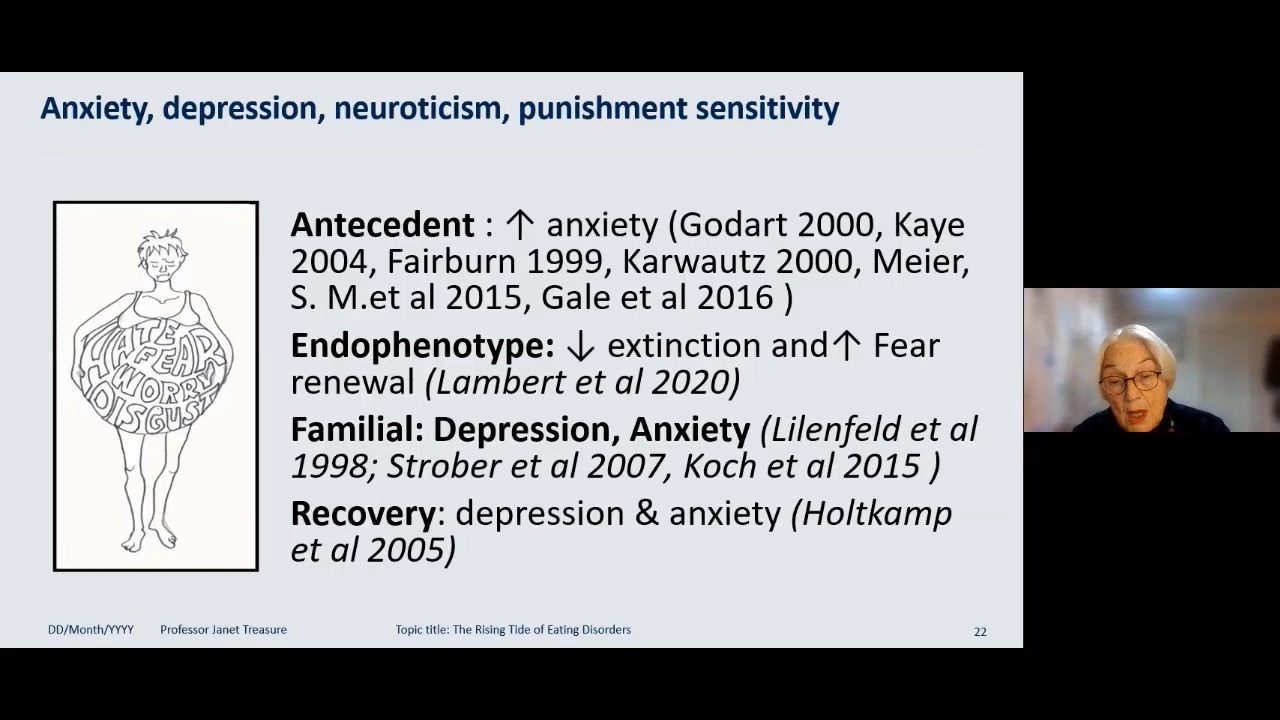 Anxiety, depression, neuroticism, punishment sensitivity
HATE
FEAR
WORRY
DISGUST
Antecedent : ↑ anxiety (Godart 2000, Kaye
2004, Fairburn 1999, Karwautz 2000, Meier,
S. M.et al 2015, Gale et al 2016 )
Endophenotype: ↓ extinction and↑ Fear
renewal (Lambert et al 2020)
Familial: Depression, Anxiety (Lilenfeld et al
1998; Strober et al 2007, Koch et al 2015 )
Recovery: depression & anxiety (Holtkamp
et al 2005)
DD/Month/YYYY Professor Janet Treasure Topic title: The Rising Tide of Eating Disorders 22